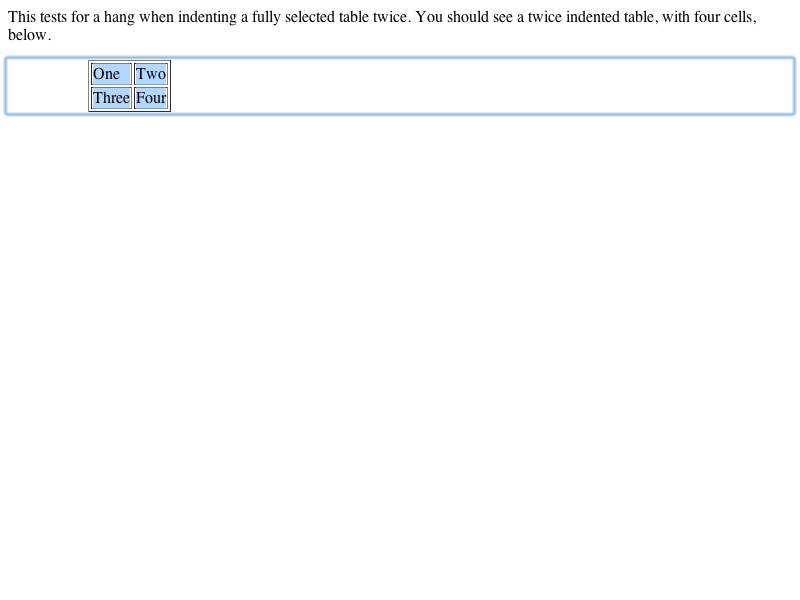 This tests for a hang when indenting a fully selected table twice. You should see a twice indented table, with four cells,
below.
One Two
Three Four